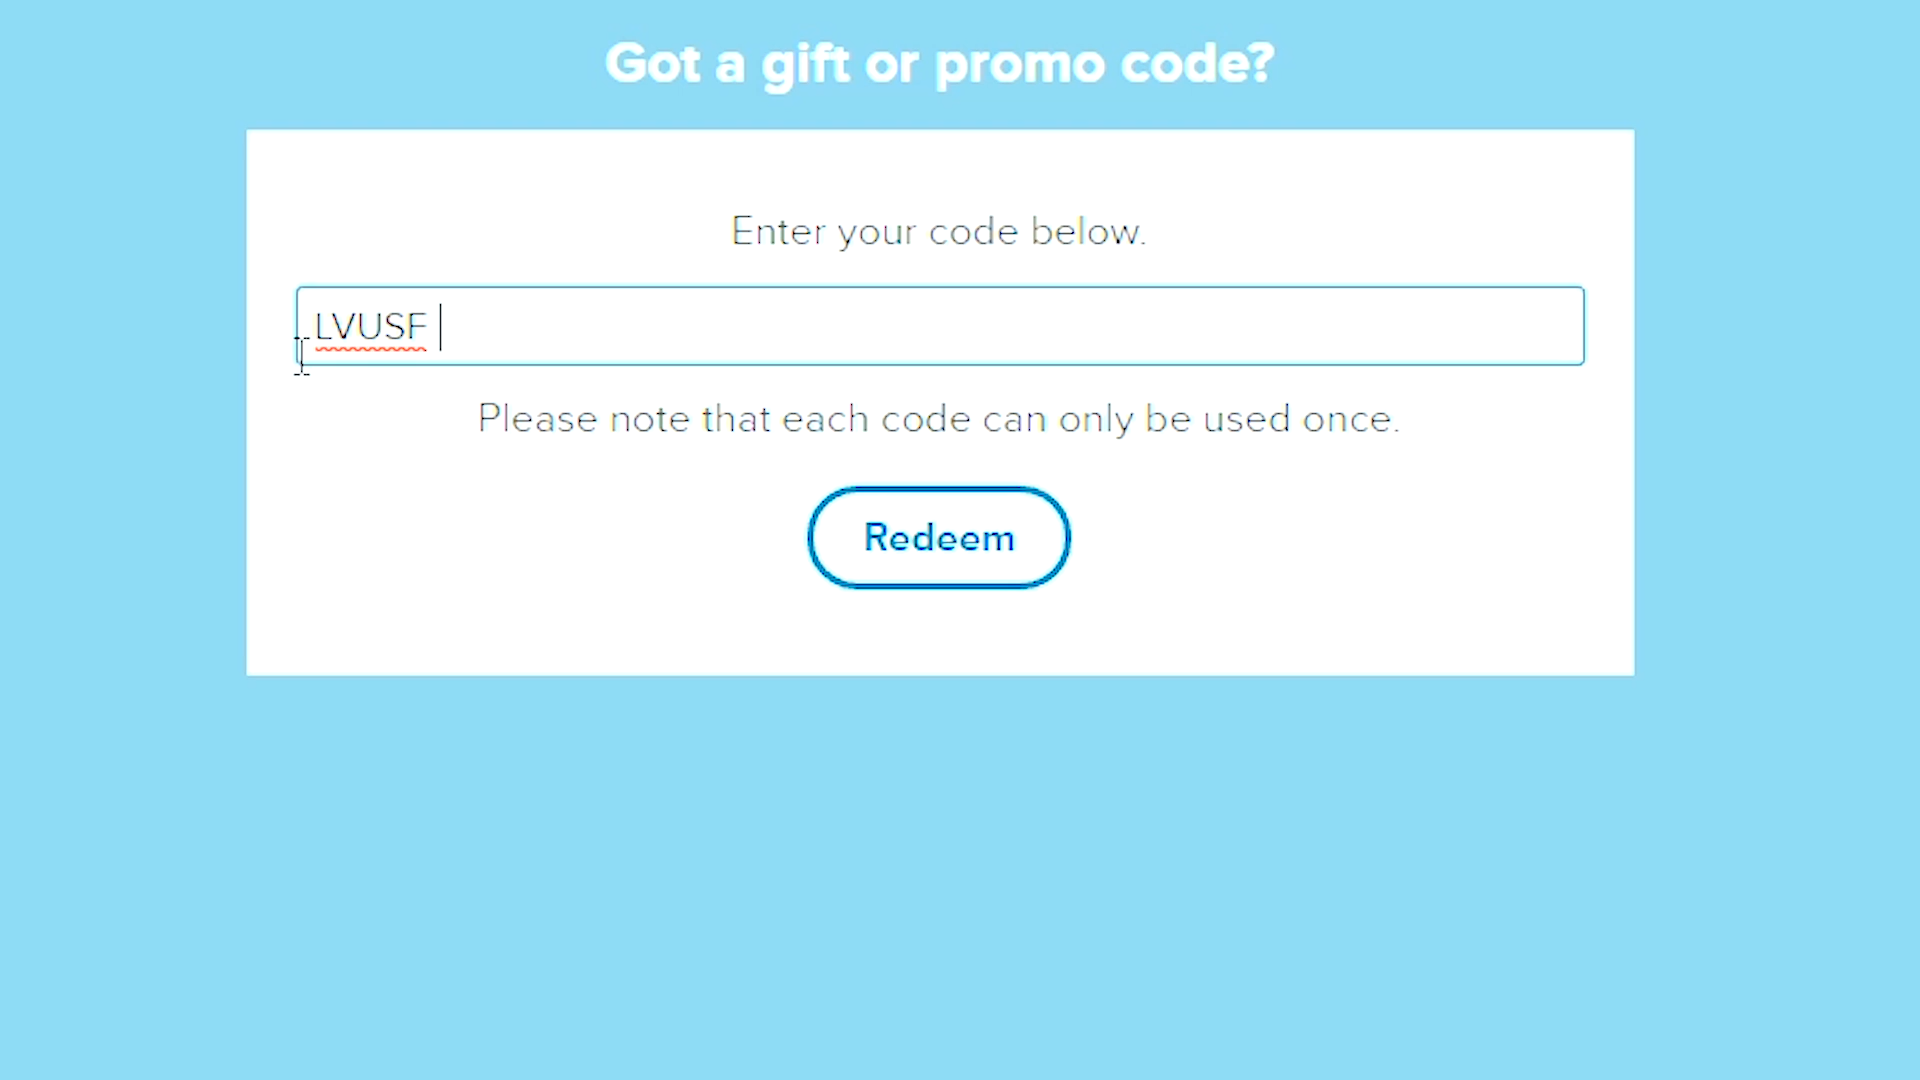 Got a gift or promo code?
Enter your code below.
LVUSF
Please note that each code can only be used once.
Redeem